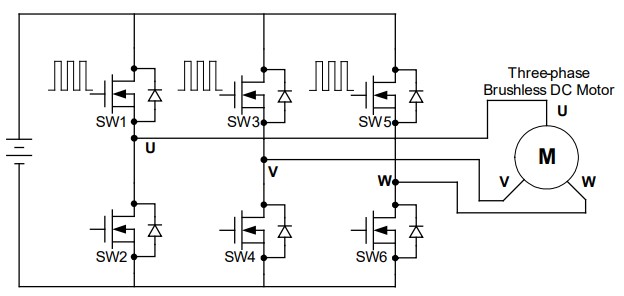 Three-phase
Brushless DC Motor
U
SW1
SW3
SW5
U
M
V
V
W
W
SW2
SW4
SW6